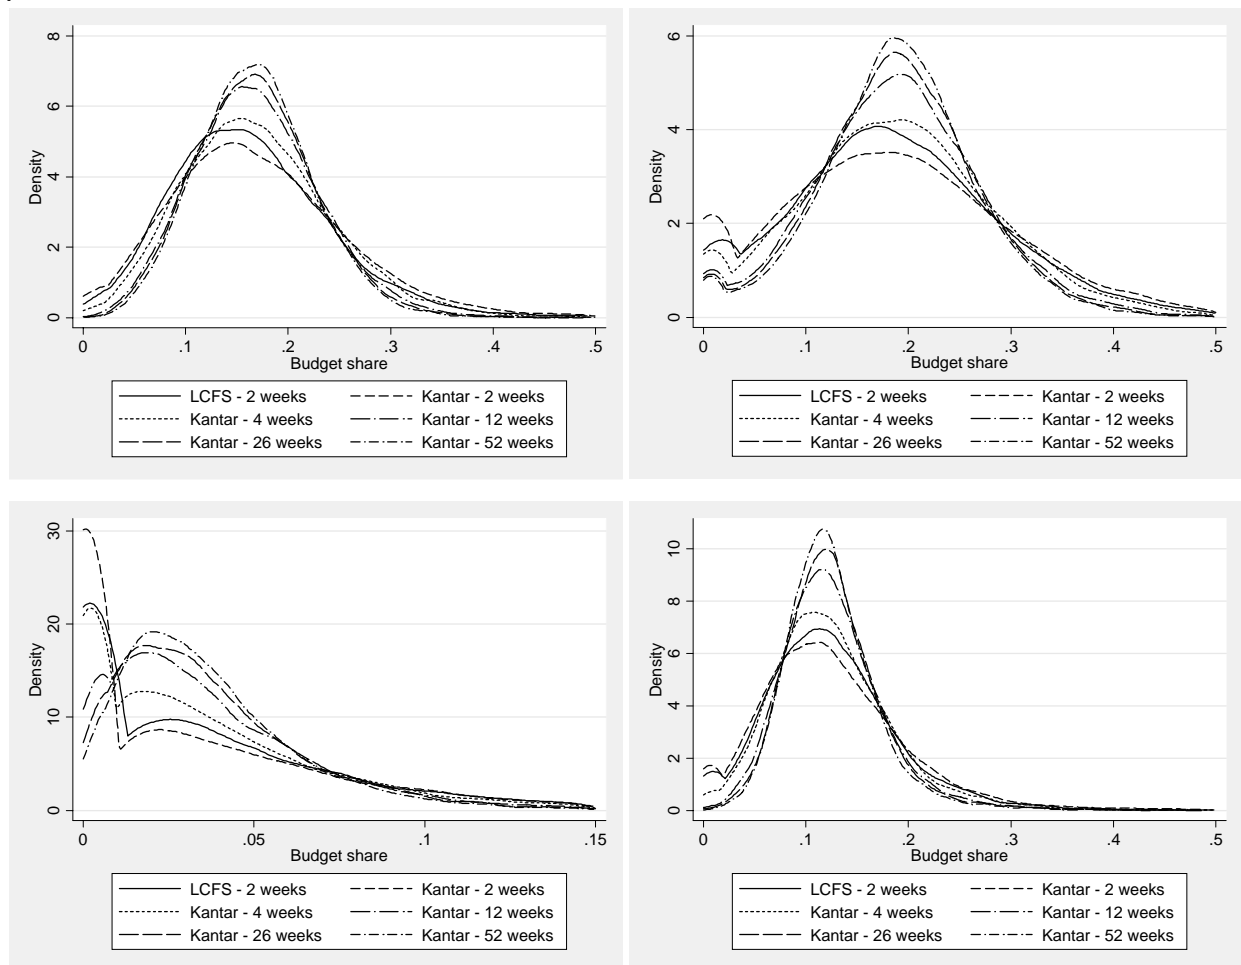 8
6
4
2
0
Density
0 .1 .2 .3 .4 .5
Budget share
LCFS - 2 weeks Kantar - 2 weeks
Kantar - 4 weeks Kantar - 12 weeks
Kantar - 26 weeks Kantar - 52 weeks
6
4
2
0
Density
0 .1 .2 .3 .4 .5
Budget share
LCFS - 2 weeks Kantar - 2 weeks
Kantar - 4 weeks Kantar - 12 weeks
Kantar - 26 weeks Kantar - 52 weeks
30
20
10
0
Density
0 .05 .1 .15
Budget share
LCFS - 2 weeks Kantar - 2 weeks
Kantar - 4 weeks Kantar - 12 weeks
Kantar - 26 weeks Kantar - 52 weeks
10
8
6
4
2
0
Density
0 .1 .2 .3 .4 .5
Budget share
LCFS - 2 weeks Kantar - 2 weeks
Kantar - 4 weeks Kantar - 12 weeks
Kantar - 26 weeks Kantar - 52 weeks